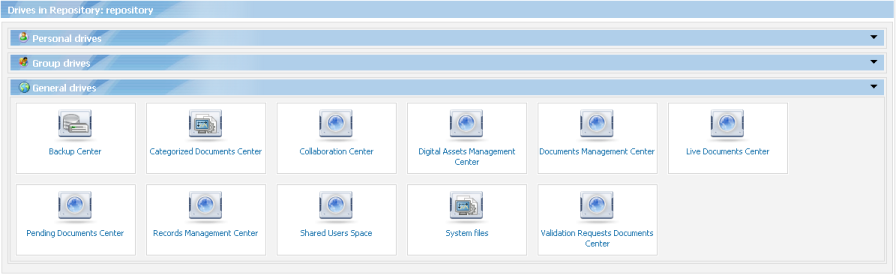 Drives in Repository: repository
Personal drives
Group drives
General drives
Backup Center
Categorized Documents Center
Collaboration Center
Digital Assets Management
Center
Documents Management Center
Live Documents Center
Pending Documents Center
Records Management Center
Shared Users Space
System files
Validation Requests Documents
Center